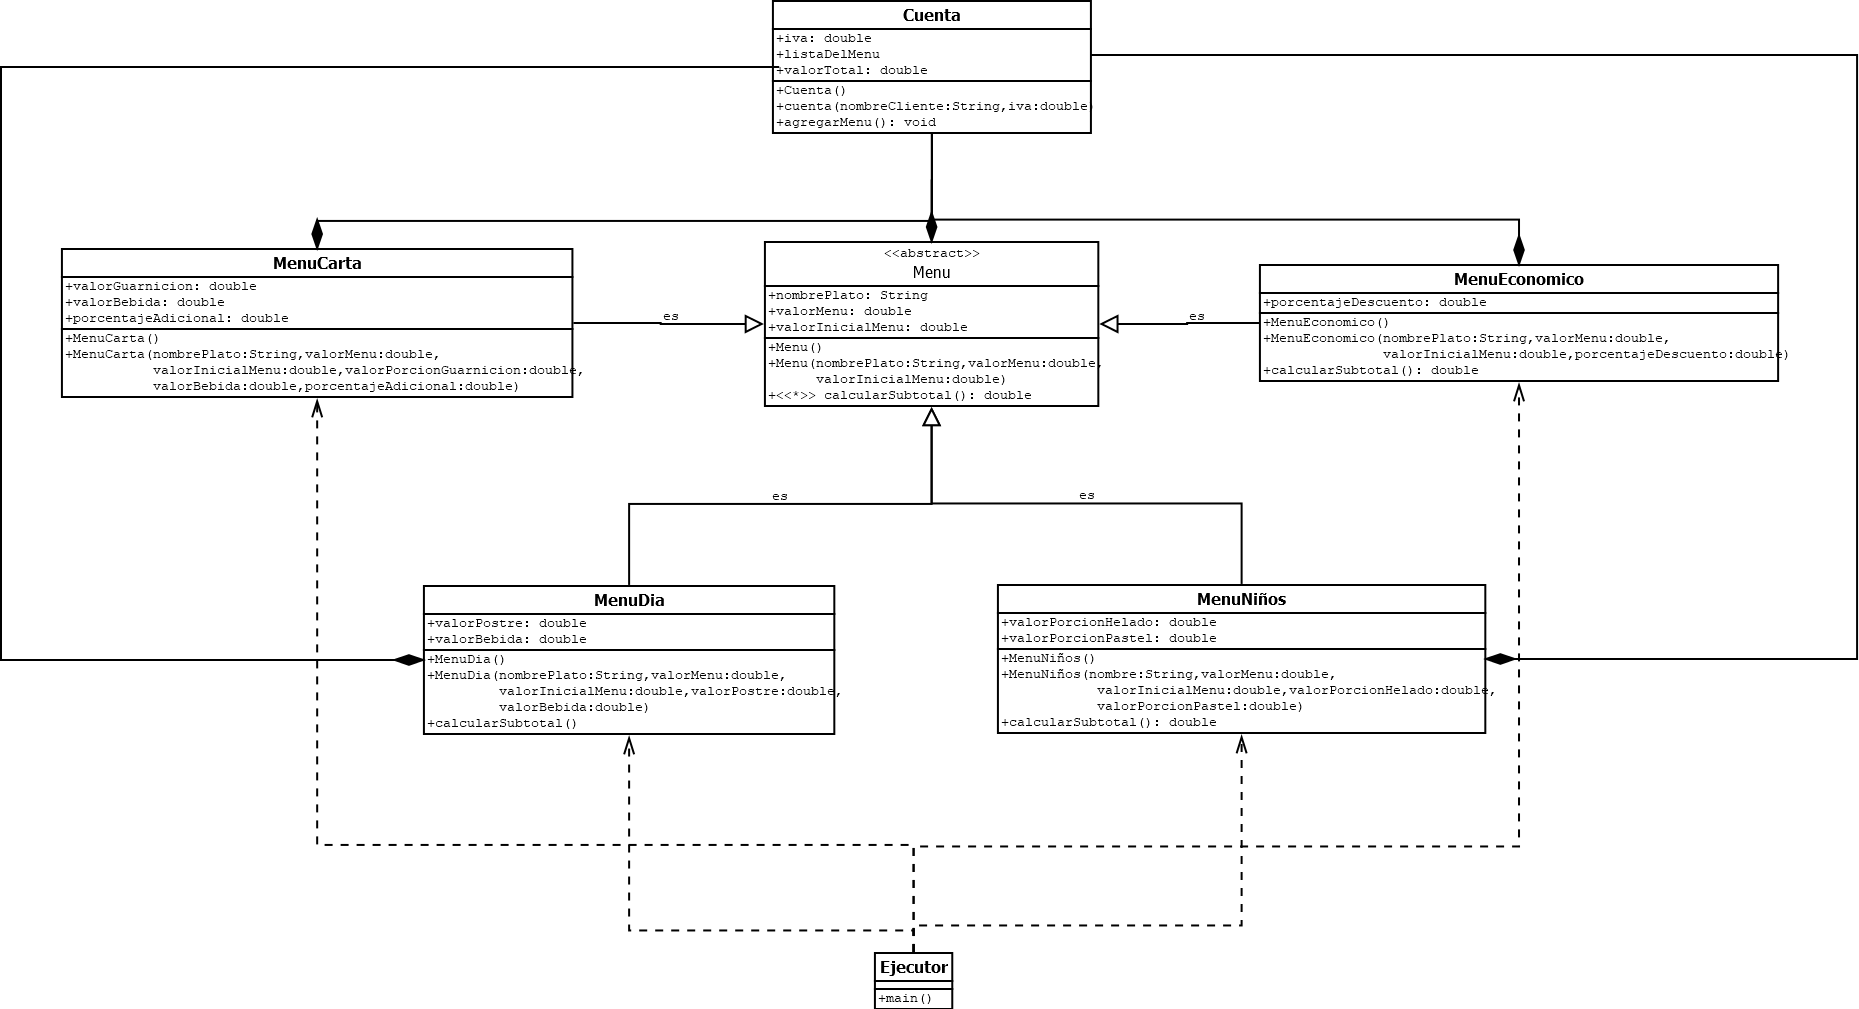 Cuenta
+iva: double
+listaDelMenu
+valorTotal: double
+Cuenta()
+cuenta(nombreCliente:String,iva:double)
+agregarMenu(): void
MenuCarta
+valorGuarnicion: double
+valorBebida: double
+porcentajeAdicional: double
+MenuCarta()
+MenuCarta(nombrePlato:String,valorMenu:double,
valorInicialMenu:double,valorPorcionGuarnicion:double,
valorBebida:double,porcentajeAdicional:double)
es
<<abstract>>
Menu
+nombrePlato: String
+valorMenu: double
+valorInicialMenu: double
+Menu()
+Menu(nombrePlato:String,valorMenu:double,
valorInicialMenu:double)
+<<*>> calcularSubtotal(): double
es
MenuEconomico
+porcentajeDescuento: double
+MenuEconomico()
+MenuEconomico(nombrePlato:String,valorMenu:double,
valorInicialMenu:double,porcentajeDescuento:double)
+calcularSubtotal(): double
es
es
MenuDia
+valorPostre: double
+valorBebida: double
+MenuDia()
+MenuDia(nombrePlato:String,valorMenu:double,
valorInicialMenu:double,valorPostre:double,
valorBebida:double)
+calcularSubtotal()
MenuNiños
+valorPorcionHelado: double
+valorPorcionPastel: double
+MenuNiños()
+MenuNiños(nombre:String,valorMenu:double,
valorInicialMenu:double,valorPorcionHelado:double,
valorPorcionPastel:double)
+calcularSubtotal(): double
Ejecutor
+main()